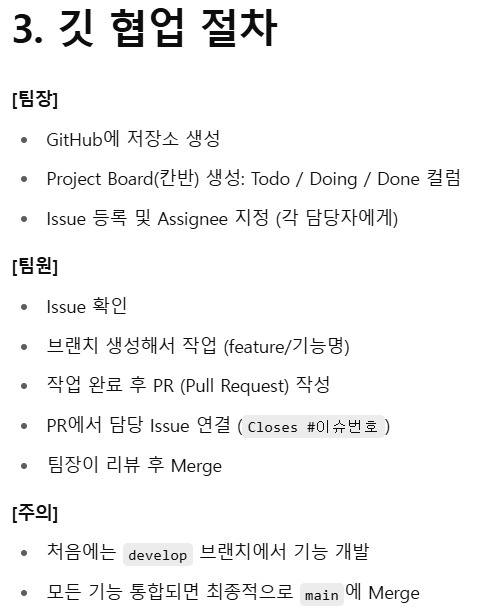 3. 깃 협업 절차
[팀장]
• GitHub에 저장소 생성
• Project Board(칸반) 생성: Todo / Doing / Done 컬럼
• Issue 등록 및 Assignee 지정 (각 담당자에게)
[팀원]
• Issue 확인
• 브랜치 생성해서 작업 (feature/기능명)
• 작업 완료 후 PR (Pull Request) 작성
• PR에서 담당 Issue 연결 (Closes #이슈번호)
• 팀장이 리뷰 후 Merge
[주의]
• 처음에는 develop 브랜치에서 기능 개발
• 모든 기능 통합되면 최종적으로 main에 Merge